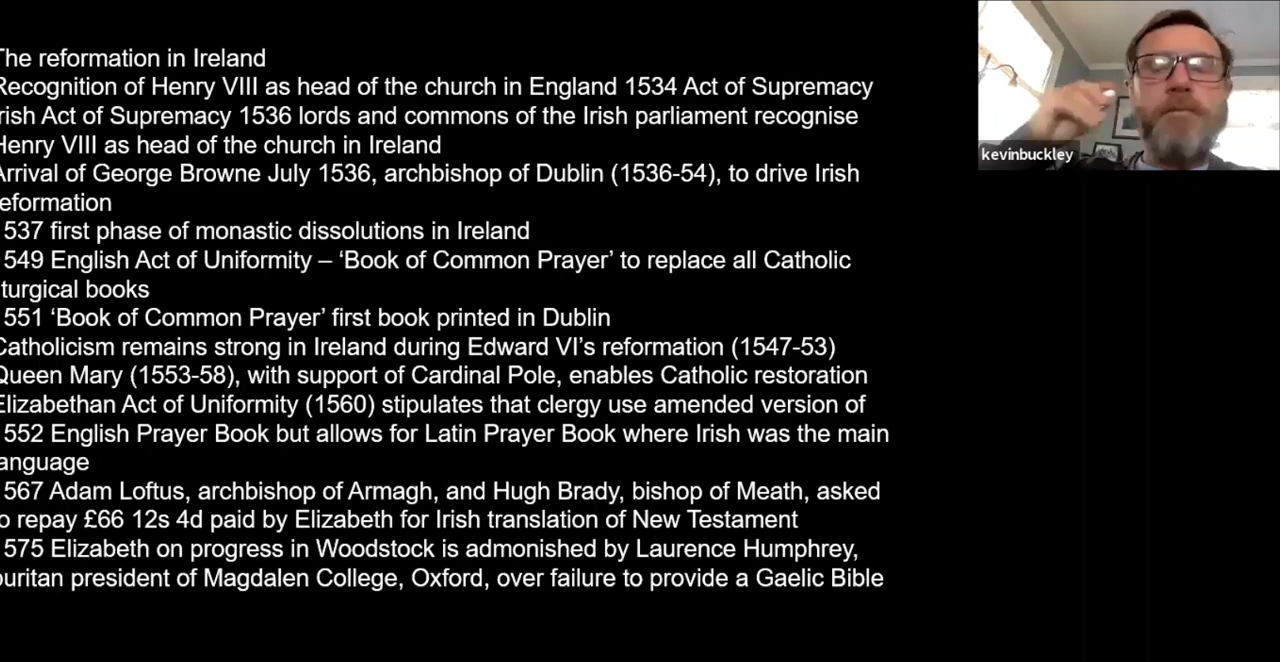 The reformation in Ireland
Recognition of Henry VIII as head of the church in England 1534 Act of Supremacy
rish Act of Supremacy 1536 lords and commons of the Irish parliament recognise
Henry VIII as head of the church in Ireland
Arrival of George Browne July 1536, archbishop of Dublin (1536-54), to drive Irish
eformation
537 first phase of monastic dissolutions in Ireland
549 English Act of Uniformity – ‘Book of Common Prayer’ to replace all Catholic
turgical books
551 ‘Book of Common Prayer’ first book printed in Dublin
Catholicism remains strong in Ireland during Edward VI’s reformation (1547-53)
Queen Mary (1553-58), with support of Cardinal Pole, enables Catholic restoration
Elizabethan Act of Uniformity (1560) stipulates that clergy use amended version of
552 English Prayer Book but allows for Latin Prayer Book where Irish was the main
anguage
567 Adam Loftus, archbishop of Armagh, and Hugh Brady, bishop of Meath, asked
o repay £66 12s 4d paid by Elizabeth for Irish translation of New Testament
575 Elizabeth on progress in Woodstock is admonished by Laurence Humphrey,
puritan president of Magdalen College, Oxford, over failure to provide a Gaelic Bible
kevinbuckley